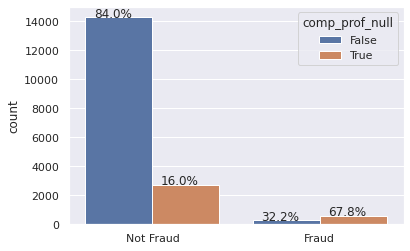 comp_prof_null
False
True
84.0%
16.0%
32.2%
67.8%
14000
12000
10000
8000
6000
4000
2000
0
count
Not Fraud
Fraud